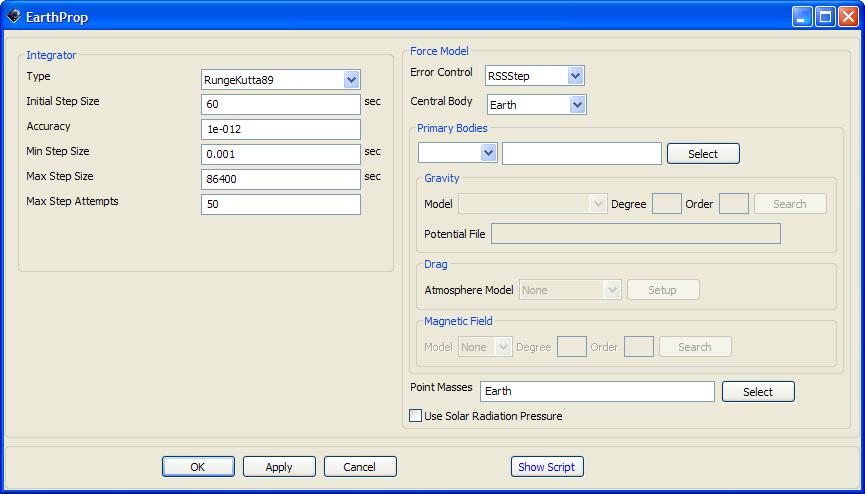 EarthProp
Integrator
Type RungeKutta89
Initial Step Size 60 sec
Accuracy 1e-012
Min Step Size 0.001 sec
Max Step Size 86400 sec
Max Step Attempts 50
Force Model
Error Control RSSStep
Central Body Earth
Primary Bodies
Select
Gravity
Model Degree Order Search
Potential File
Drag
Atmosphere Model None Setup
Magnetic Field
Model None Degree Order Search
Point Masses Earth Select
Use Solar Radiation Pressure
OK Apply Cancel Show Script